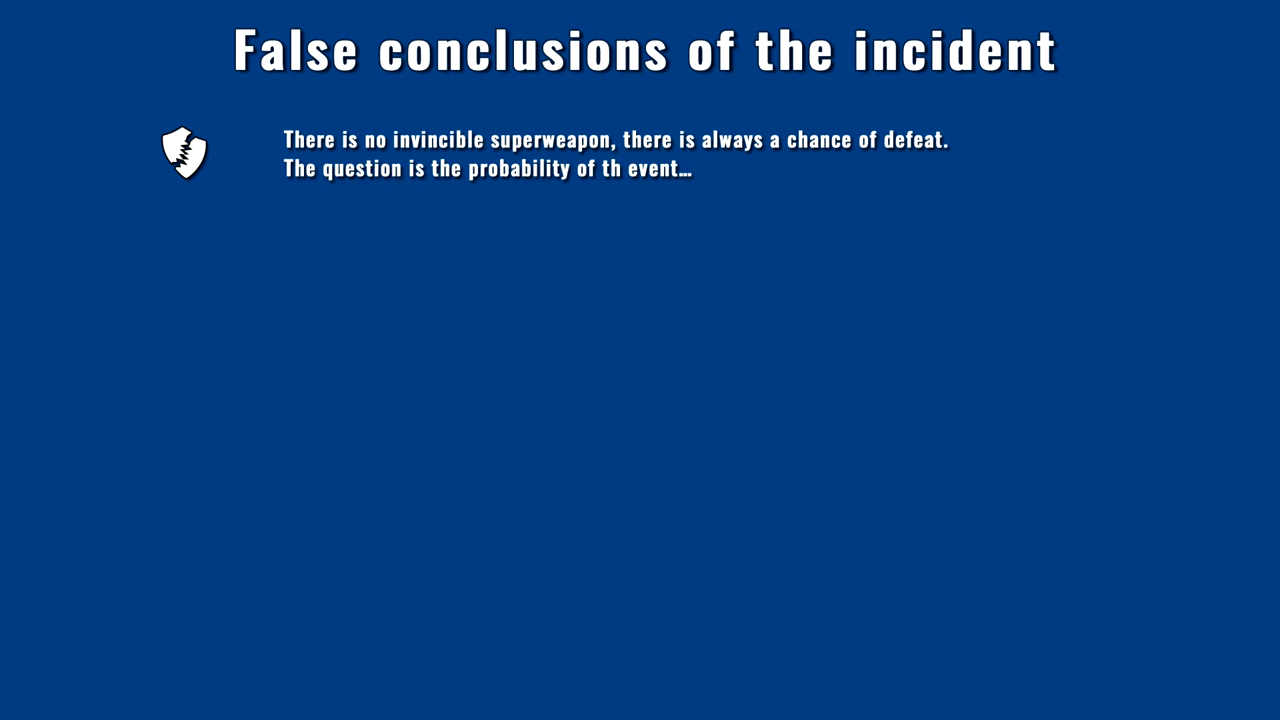 False conclusions of the incident
There is no invincible superweapon, there is always a chance of defeat.
The question is the probability of th event...